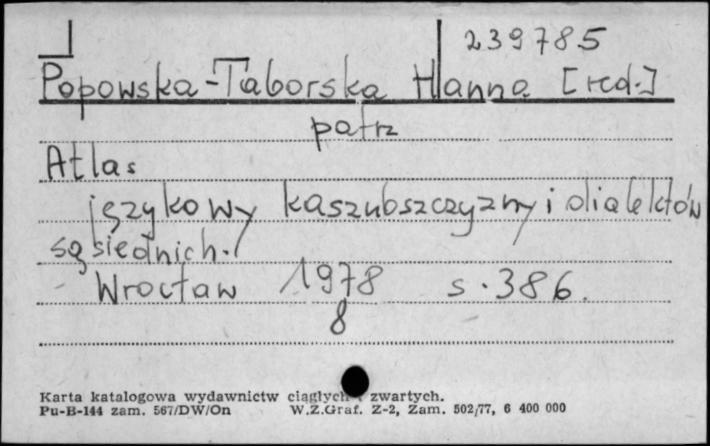 239785
Popowska-Taborska Hanna [red.]
patrz
Atlas
językowy kaszubszczyzny i dialektów
sąsiednich.
Wrocław 1978 s. 386.
8
Karta katalogowa wydawnictw ciągłych i zwartych.
Pu-B-144 zam. 567/DW/On W.Z.Graf. Z-2, Zam. 502/77, 6 400 000